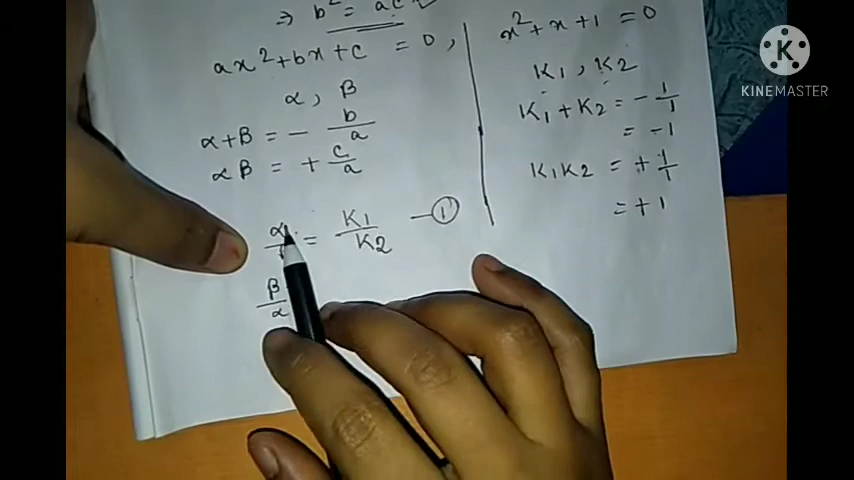 ⇒ b² = ac
ax² + bx + c = 0,
α, β
α + β = - b/a
αβ = + c/a
α/ = K₁/K₂ — ①
β/α
x² + x + 1 = 0
K₁, K₂
K₁ + K₂ = - 1/1
= -1
K₁K₂ = + 1/1
= +1
K
KINEMASTER